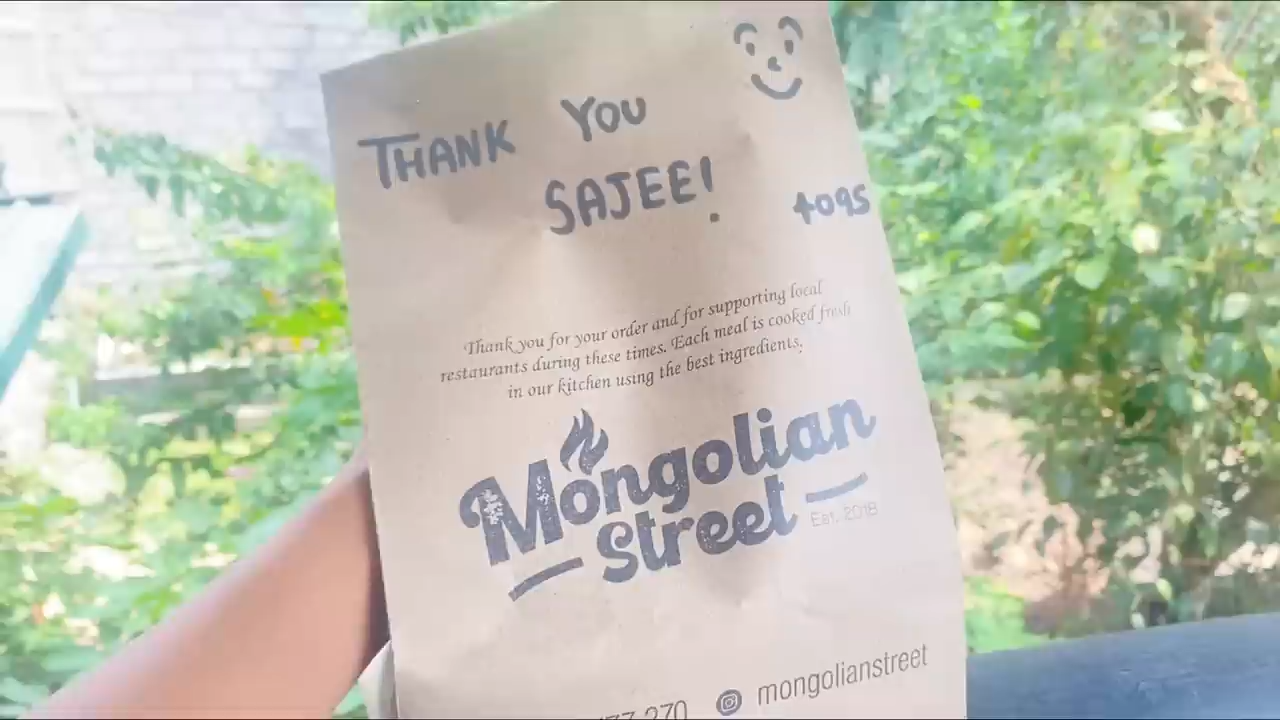 THANK YOU
SAJEE!
Thank you for your order and for supporting local
restaurants during these times. Each meal is cooked fresh
in our kitchen using the best ingredients.
Mongolian
Street
Est. 2018
270
mongolianstreet